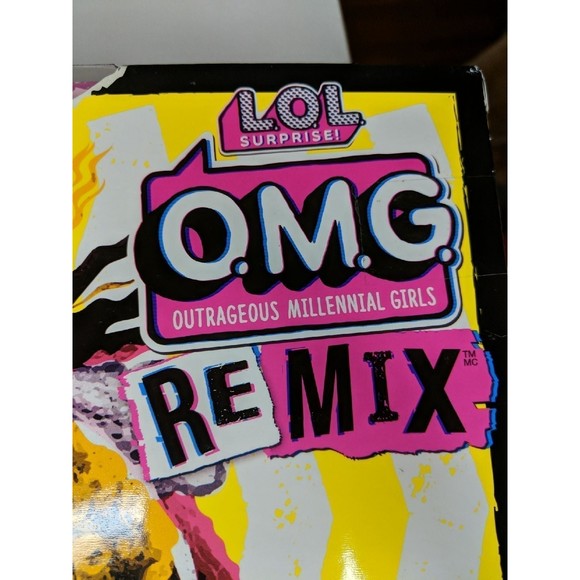 L.O.L.
SURPRISE!
O.M.G.
OUTRAGEOUS MILLENNIAL GIRLS
REMIX
TM
MC